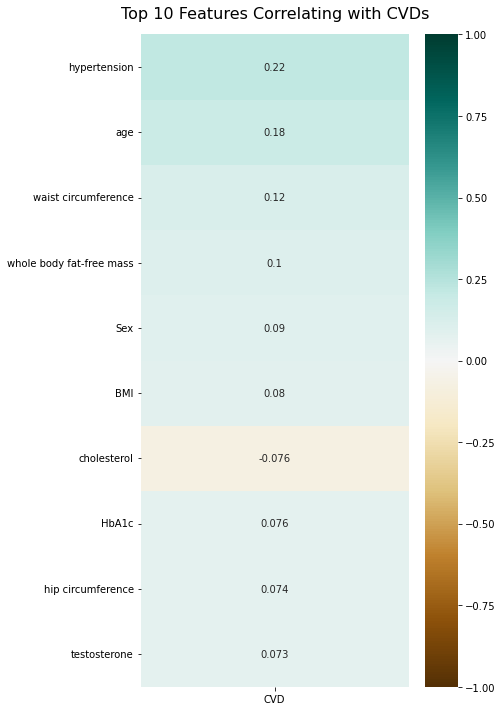 Top 10 Features Correlating with CVDs
hypertension
0.22
age
0.18
waist circumference
0.12
whole body fat-free mass
0.1
Sex
0.09
BMI
0.08
cholesterol
-0.076
HbA1c
0.076
hip circumference
0.074
testosterone
0.073
CVD
1.00
0.75
0.50
0.25
0.00
−0.25
−0.50
−0.75
−1.00